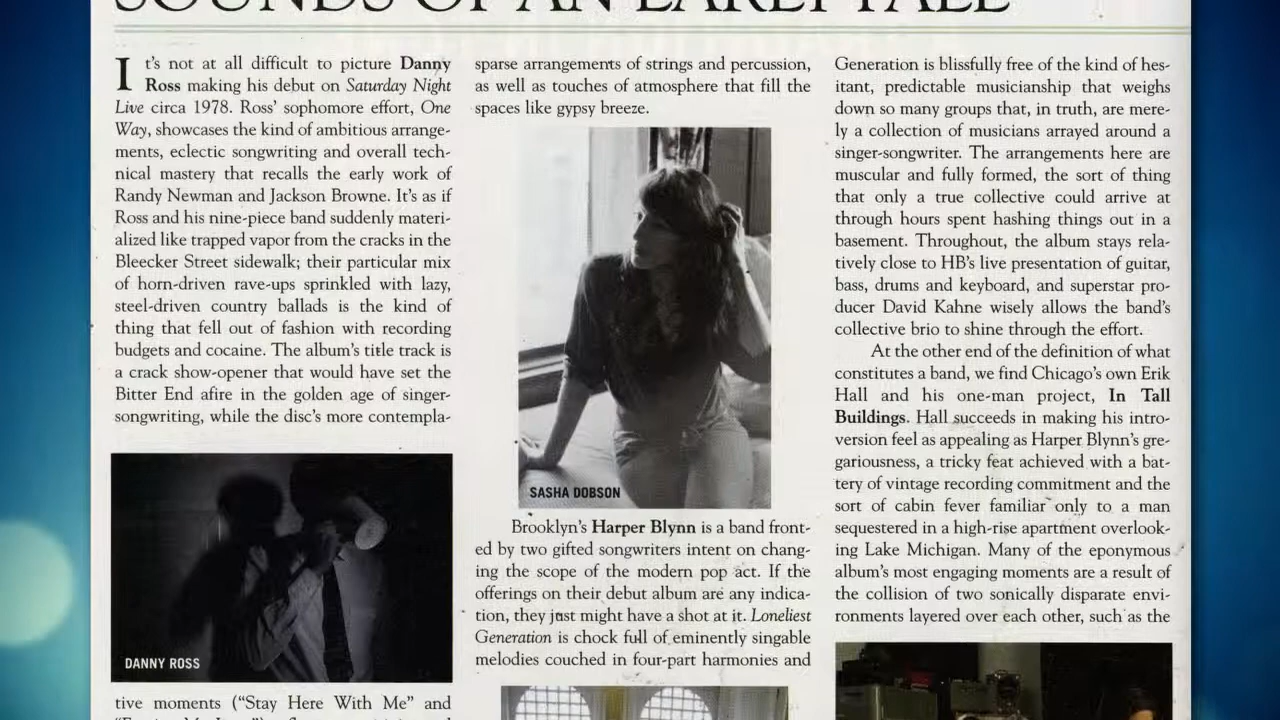 SOUNDS OF AN EARLY FALL
It's not at all difficult to picture Danny
Ross making his debut on Saturday Night
Live circa 1978. Ross' sophomore effort, One
Way, showcases the kind of ambitious arrange-
ments, eclectic songwriting and overall tech-
nical mastery that recalls the early work of
Randy Newman and Jackson Browne. It's as if
Ross and his nine-piece band suddenly materi-
alized like trapped vapor from the cracks in the
Bleecker Street sidewalk; their particular mix
of horn-driven rave-ups sprinkled with lazy,
steel-driven country ballads is the kind of
thing that fell out of fashion with recording
budgets and cocaine. The album's title track is
a crack show-opener that would have set the
Bitter End afire in the golden age of singer-
songwriting, while the disc's more contempla-
DANNY ROSS
tive moments ("Stay Here With Me" and
sparse arrangements of strings and percussion,
as well as touches of atmosphere that fill the
spaces like gypsy breeze.
SASHA DOBSON
Brooklyn's Harper Blynn is a band front-
ed by two gifted songwriters intent on chang-
ing the scope of the modern pop act. If the
offerings on their debut album are any indica-
tion, they just might have a shot at it. Loneliest
Generation is chock full of eminently singable
melodies couched in four-part harmonies and
Generation is blissfully free of the kind of hes-
itant, predictable musicianship that weighs
down so many groups that, in truth, are mere-
ly a collection of musicians arrayed around a
singer-songwriter. The arrangements here are
muscular and fully formed, the sort of thing
that only a true collective could arrive at
through hours spent hashing things out in a
basement. Throughout, the album stays rela-
tively close to HB's live presentation of guitar,
bass, drums and keyboard, and superstar pro-
ducer David Kahne wisely allows the band's
collective brio to shine through the effort.
At the other end of the definition of what
constitutes a band, we find Chicago's own Erik
Hall and his one-man project, In Tall
Buildings. Hall succeeds in making his intro-
version feel as appealing as Harper Blynn's gre-
gariousness, a tricky feat achieved with a bat-
tery of vintage recording commitment and the
sort of cabin fever familiar only to a man
sequestered in a high-rise apartment overlook-
ing Lake Michigan. Many of the eponymous
album's most engaging moments are a result of
the collision of two sonically disparate envi-
ronments layered over each other, such as the